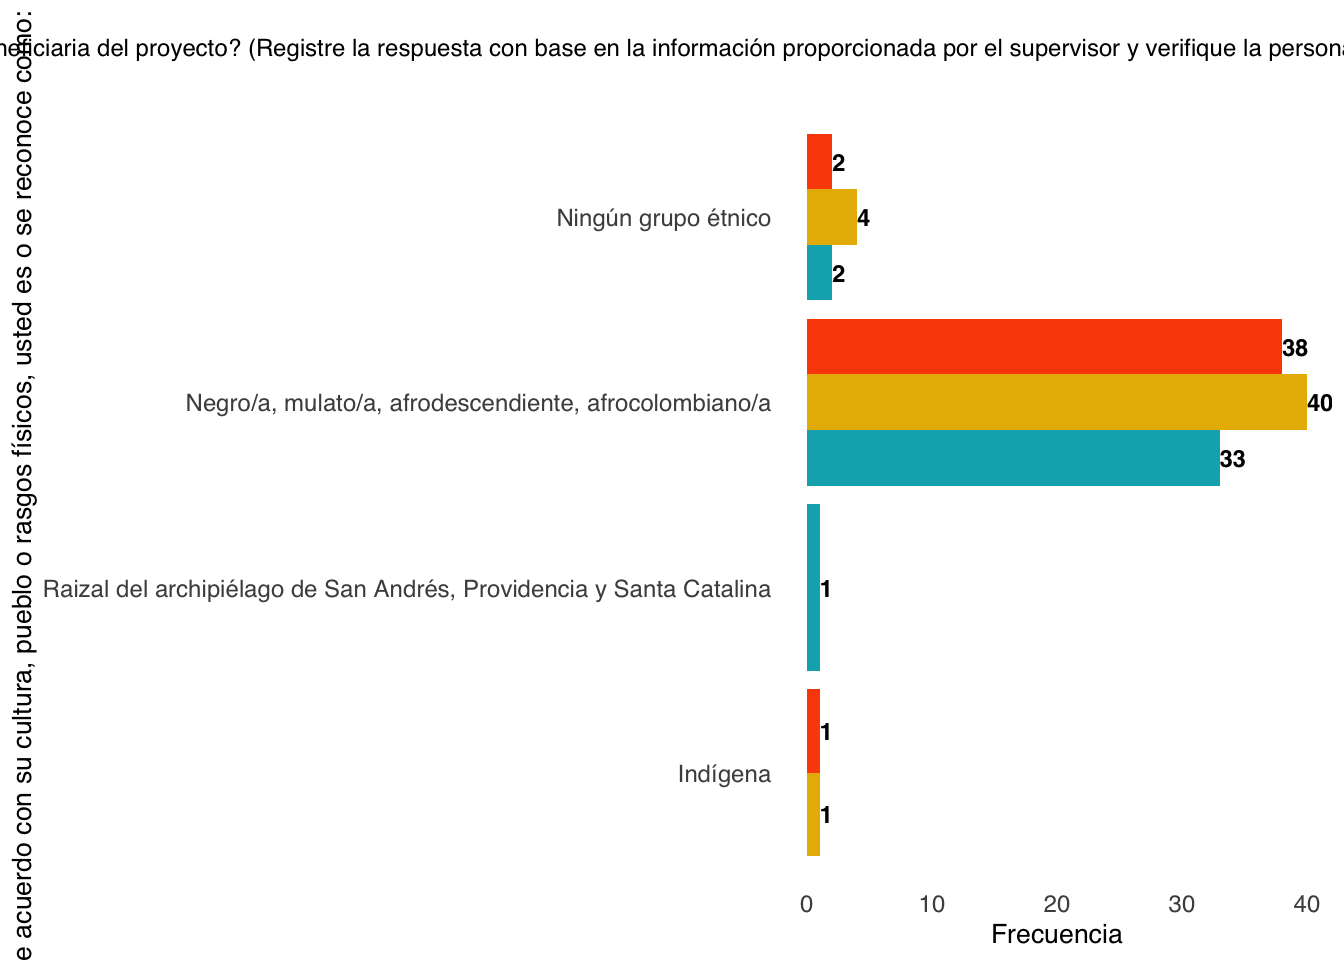 neficiaria del proyecto? (Registre la respuesta con base en la información proporcionada por el supervisor y verifique la persona
e acuerdo con su cultura, pueblo o rasgos físicos, usted es o se reconoce como:
2
Ningún grupo étnico
4
2
38
Negro/a, mulato/a, afrodescendiente, afrocolombiano/a
40
33
Raizal del archipiélago de San Andrés, Providencia y Santa Catalina
1
1
Indígena
1
0 10 20 30 40
Frecuencia